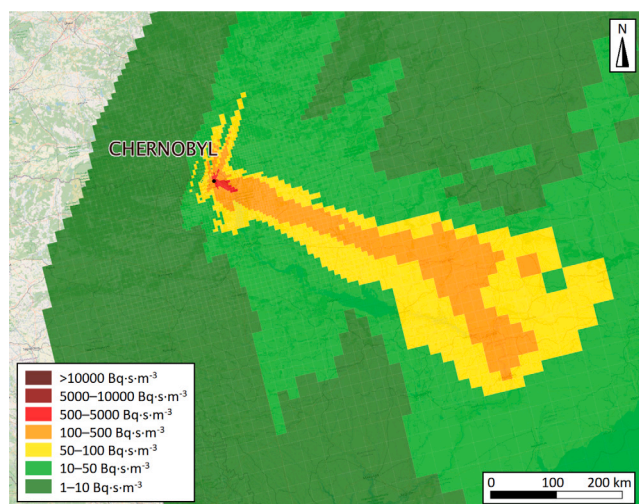 N
CHERNOBYL
>10000 Bq·s·m⁻³
5000–10000 Bq·s·m⁻³
500–5000 Bq·s·m⁻³
100–500 Bq·s·m⁻³
50–100 Bq·s·m⁻³
10–50 Bq·s·m⁻³
1–10 Bq·s·m⁻³
0 100 200 km